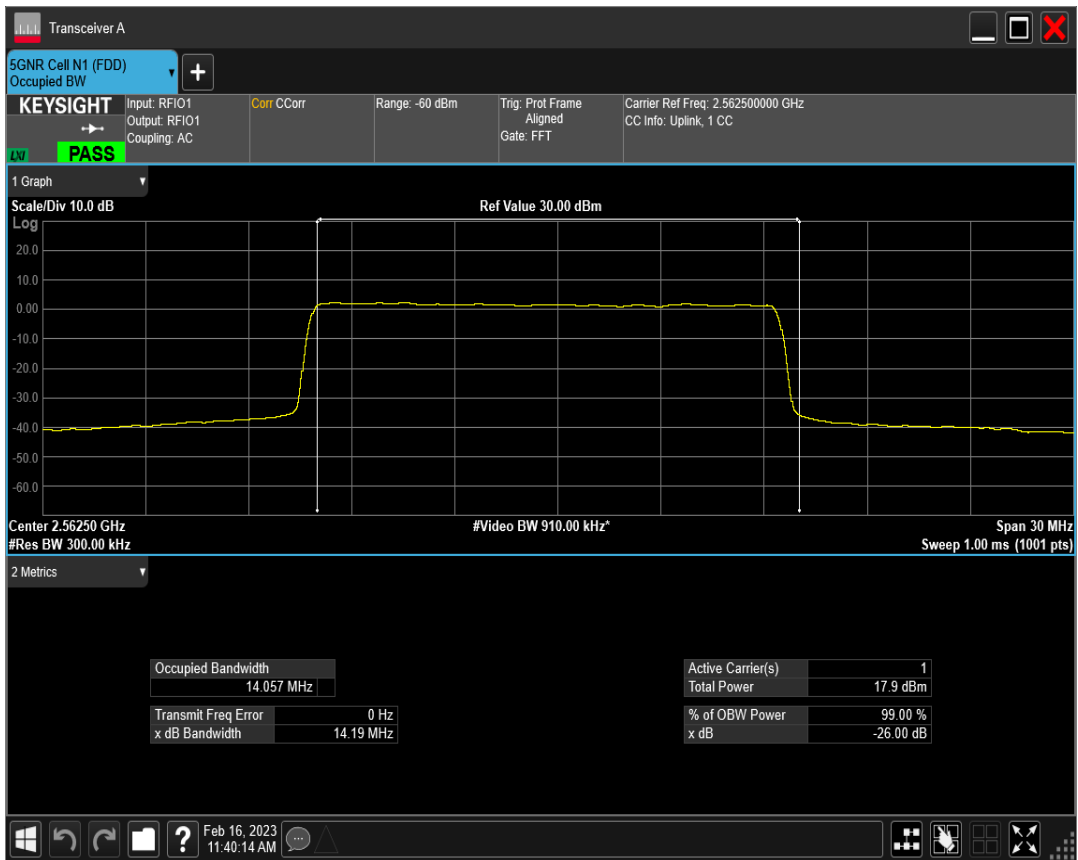 Transceiver A
5GNR Cell N1 (FDD)
Occupied BW
+
KEYSIGHT
LXI
PASS
Input: RFIO1
Output: RFIO1
Coupling: AC
Corr CCorr
Range: -60 dBm
Trig: Prot Frame
Aligned
Gate: FFT
Carrier Ref Freq: 2.562500000 GHz
CC Info: Uplink, 1 CC
1 Graph
Scale/Div 10.0 dB
Ref Value 30.00 dBm
Log
20.0
10.0
0.00
-10.0
-20.0
-30.0
-40.0
-50.0
-60.0
Center 2.56250 GHz
#Video BW 910.00 kHz*
Span 30 MHz
#Res BW 300.00 kHz
Sweep 1.00 ms (1001 pts)
2 Metrics
Occupied Bandwidth
14.057 MHz
Transmit Freq Error 0 Hz
x dB Bandwidth 14.19 MHz
Active Carrier(s) 1
Total Power 17.9 dBm
% of OBW Power 99.00 %
x dB -26.00 dB
?
Feb 16, 2023
11:40:14 AM